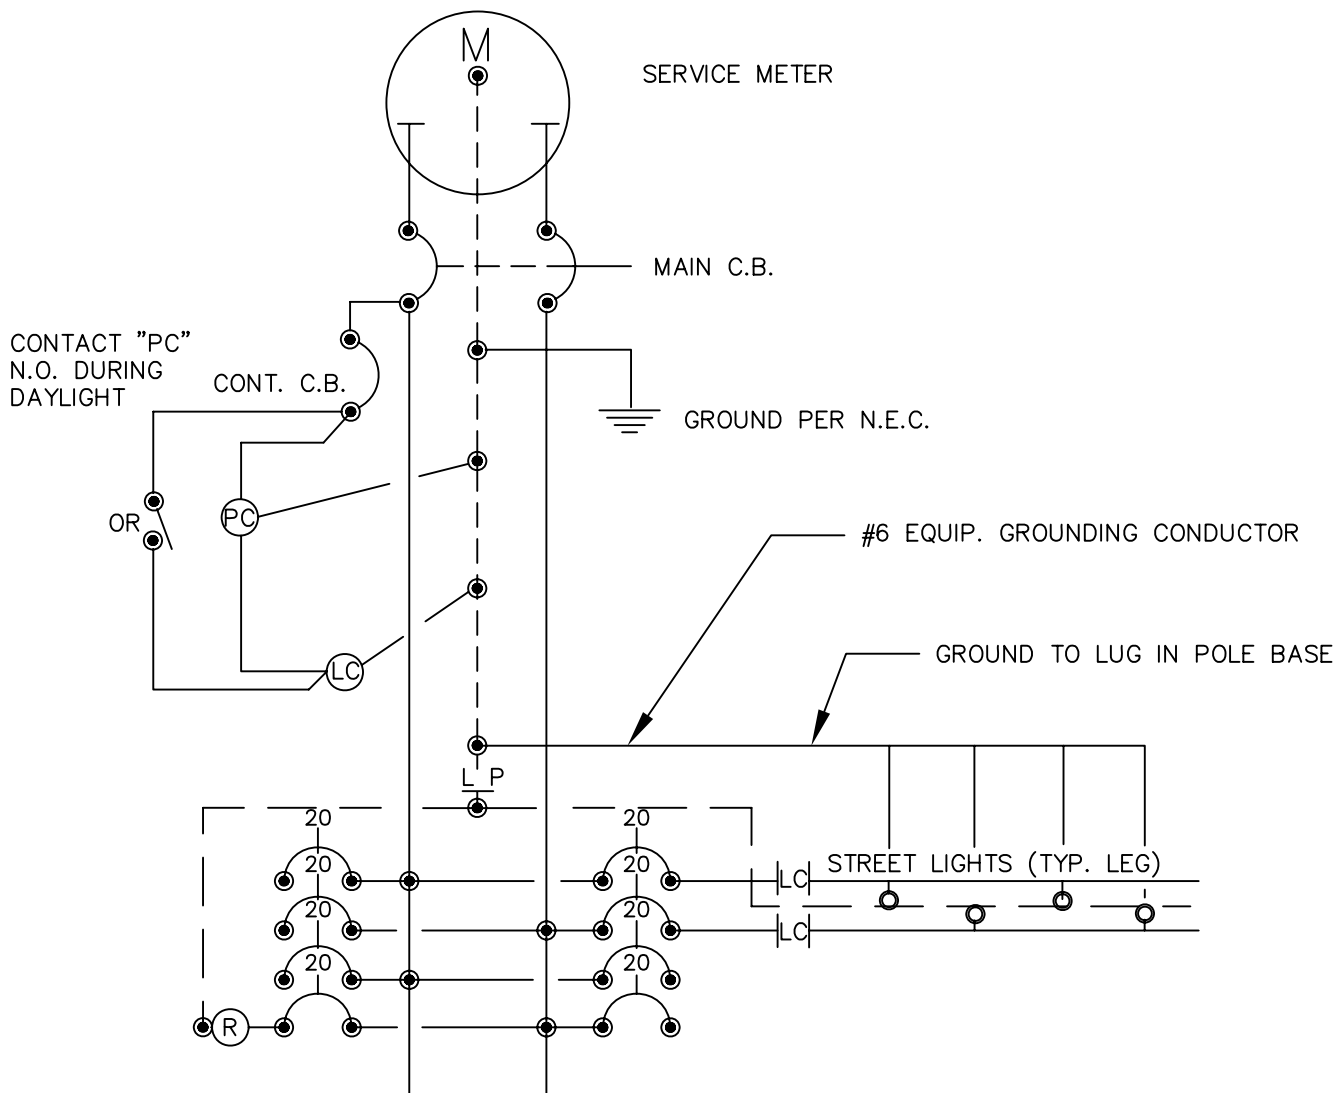 M
SERVICE METER
MAIN C.B.
CONTACT "PC"
N.O. DURING
DAYLIGHT
CONT. C.B.
GROUND PER N.E.C.
OR
PC
#6 EQUIP. GROUNDING CONDUCTOR
GROUND TO LUG IN POLE BASE
LC
L P
20
20
20
20
STREET LIGHTS (TYP. LEG)
LC
20
20
LC
20
20
R